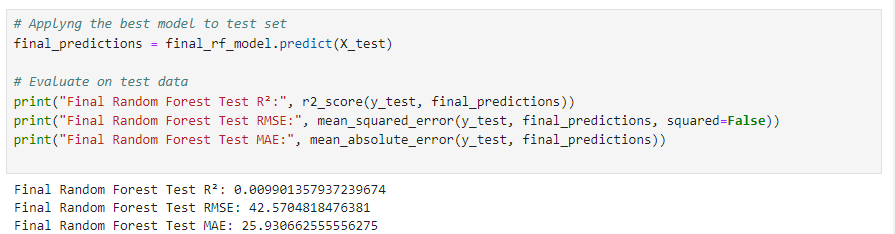 # Applyng the best model to test set
final_predictions = final_rf_model.predict(X_test)
# Evaluate on test data
print("Final Random Forest Test R²:", r2_score(y_test, final_predictions))
print("Final Random Forest Test RMSE:", mean_squared_error(y_test, final_predictions, squared=False))
print("Final Random Forest Test MAE:", mean_absolute_error(y_test, final_predictions))
Final Random Forest Test R²: 0.009901357937239674
Final Random Forest Test RMSE: 42.5704818476381
Final Random Forest Test MAE: 25.930662555556275